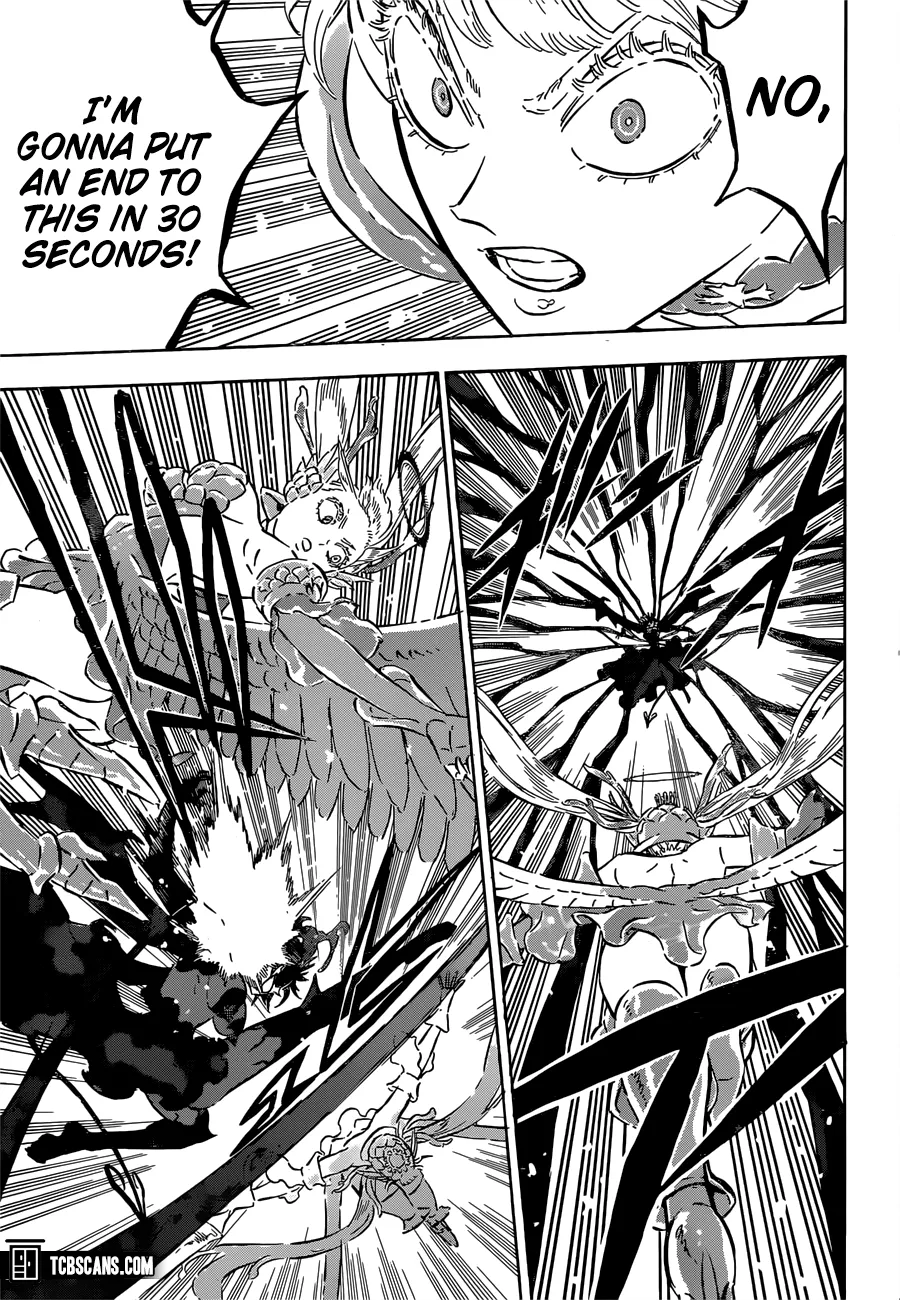 NO,
I'M
GONNA PUT
AN END TO
THIS IN 30
SECONDS!
TCBSCANS.COM